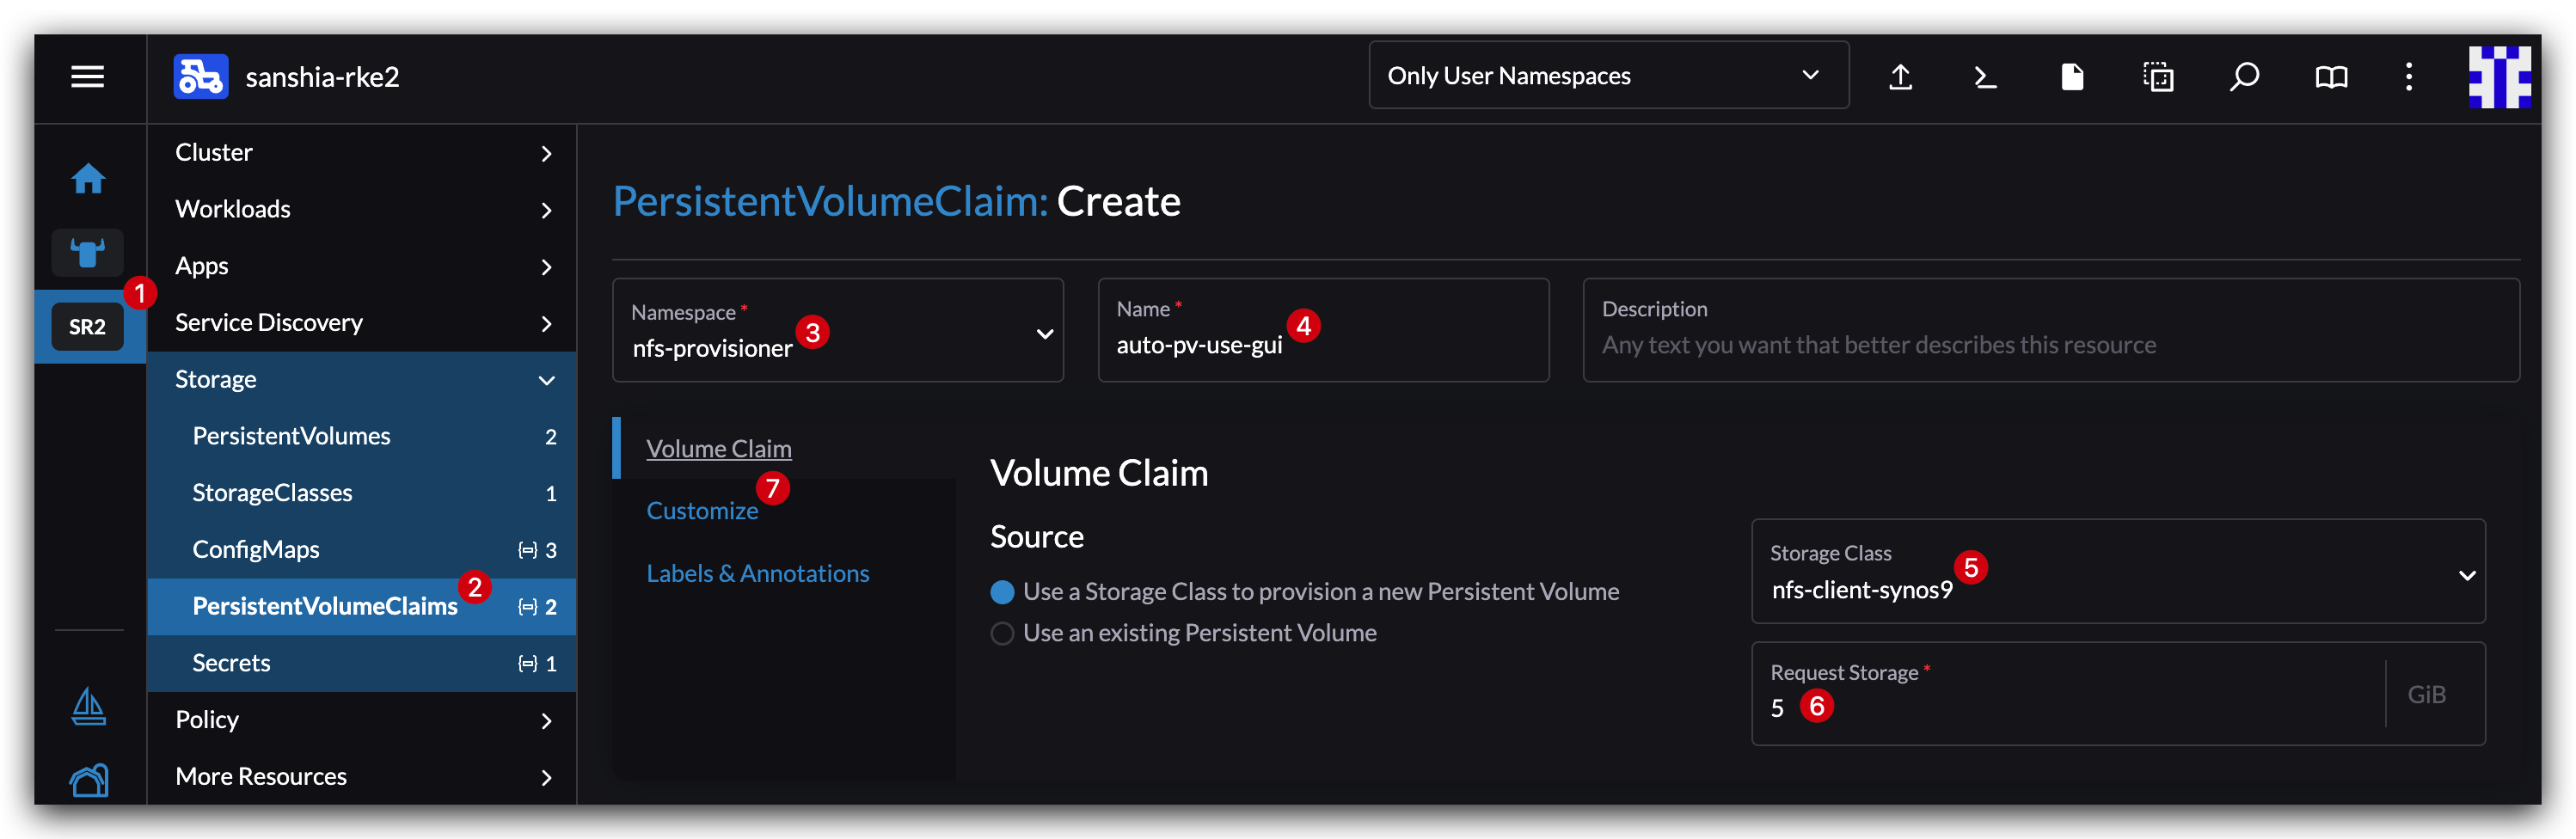 sanshia-rke2
Only User Namespaces
SR2
1
Cluster
Workloads
Apps
Service Discovery
Storage
PersistentVolumes 2
StorageClasses 1
ConfigMaps 3
PersistentVolumeClaims 2 2
Secrets 1
Policy
More Resources
PersistentVolumeClaim: Create
Namespace *
nfs-provisioner 3
Name *
auto-pv-use-gui 4
Description
Any text you want that better describes this resource
Volume Claim
Customize 7
Labels & Annotations
Volume Claim
Source
Use a Storage Class to provision a new Persistent Volume
Use an existing Persistent Volume
Storage Class
nfs-client-synos9 5
Request Storage *
5 6
GiB